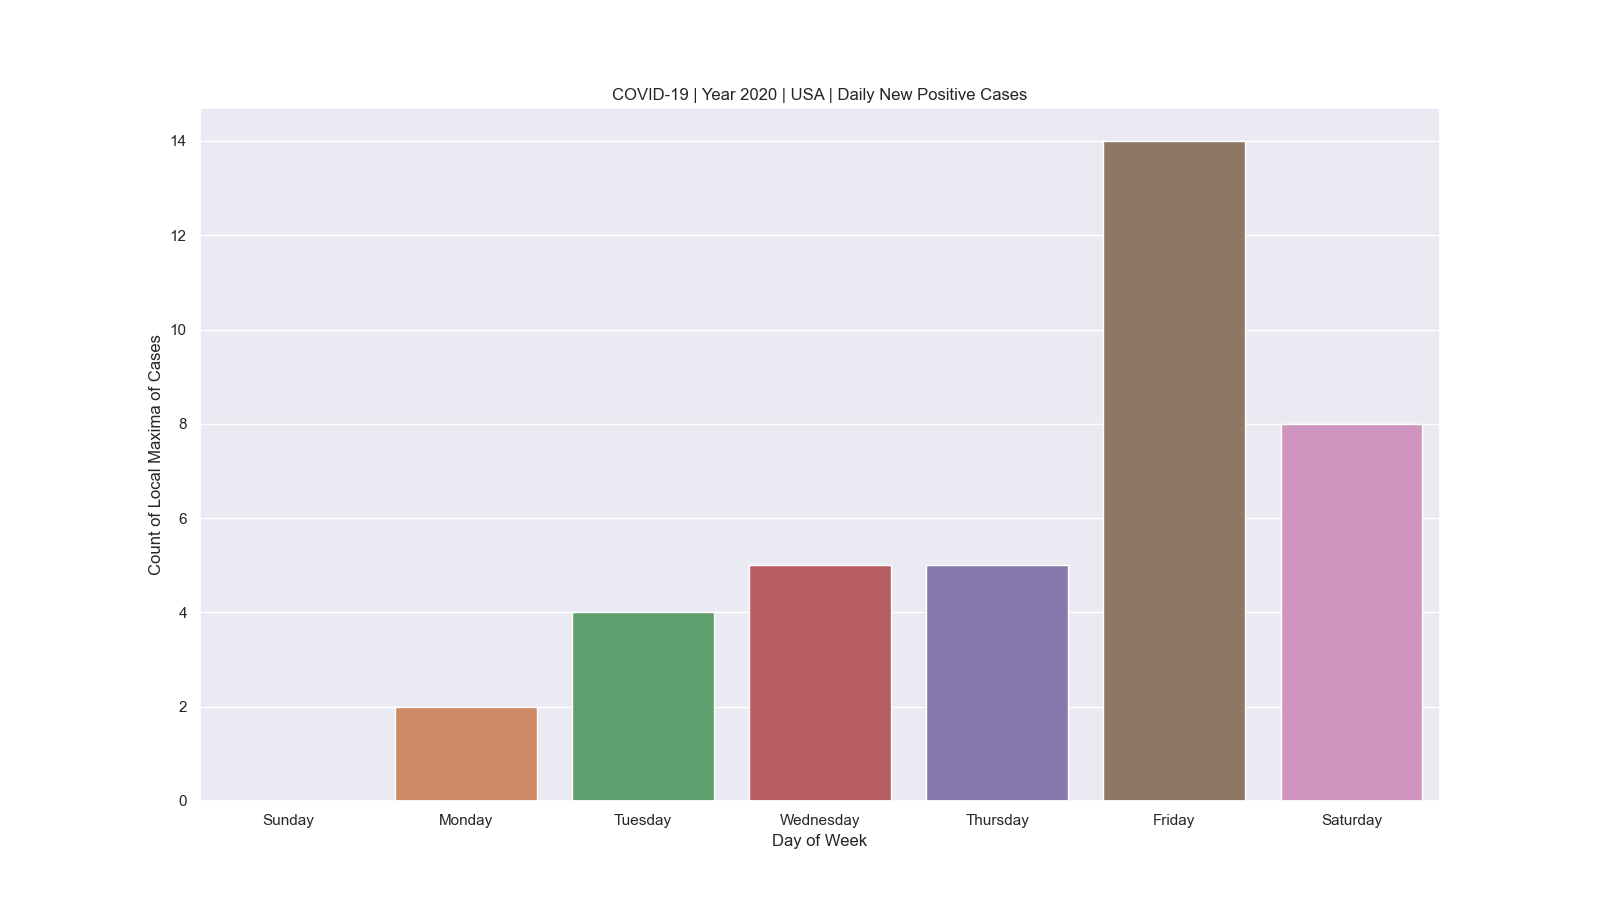 COVID-19 | Year 2020 | USA | Daily New Positive Cases
Count of Local Maxima of Cases
14
12
10
8
6
4
2
0
Sunday Monday Tuesday Wednesday Thursday Friday Saturday
Day of Week